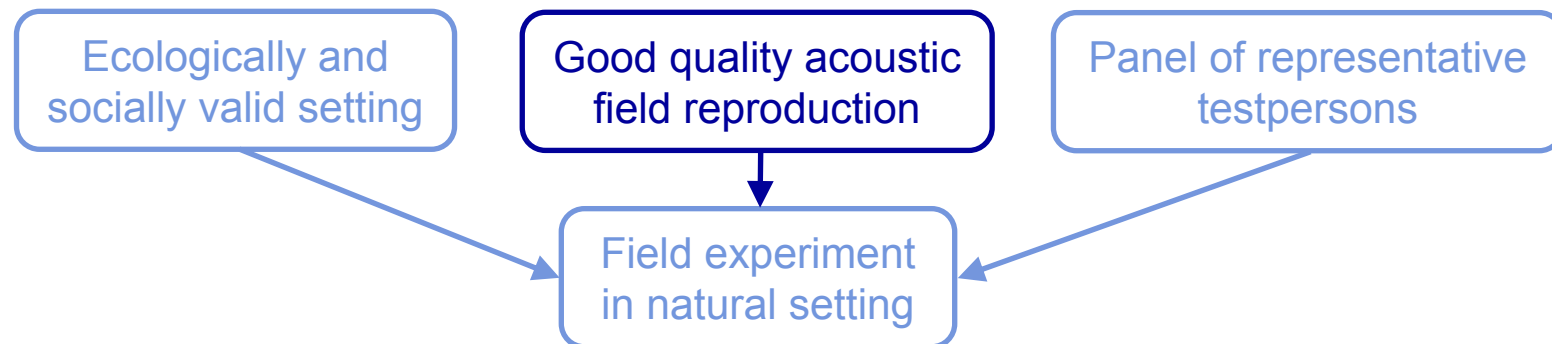 Ecologically and
socially valid setting
Good quality acoustic
field reproduction
Panel of representative
testpersons
Field experiment
in natural setting